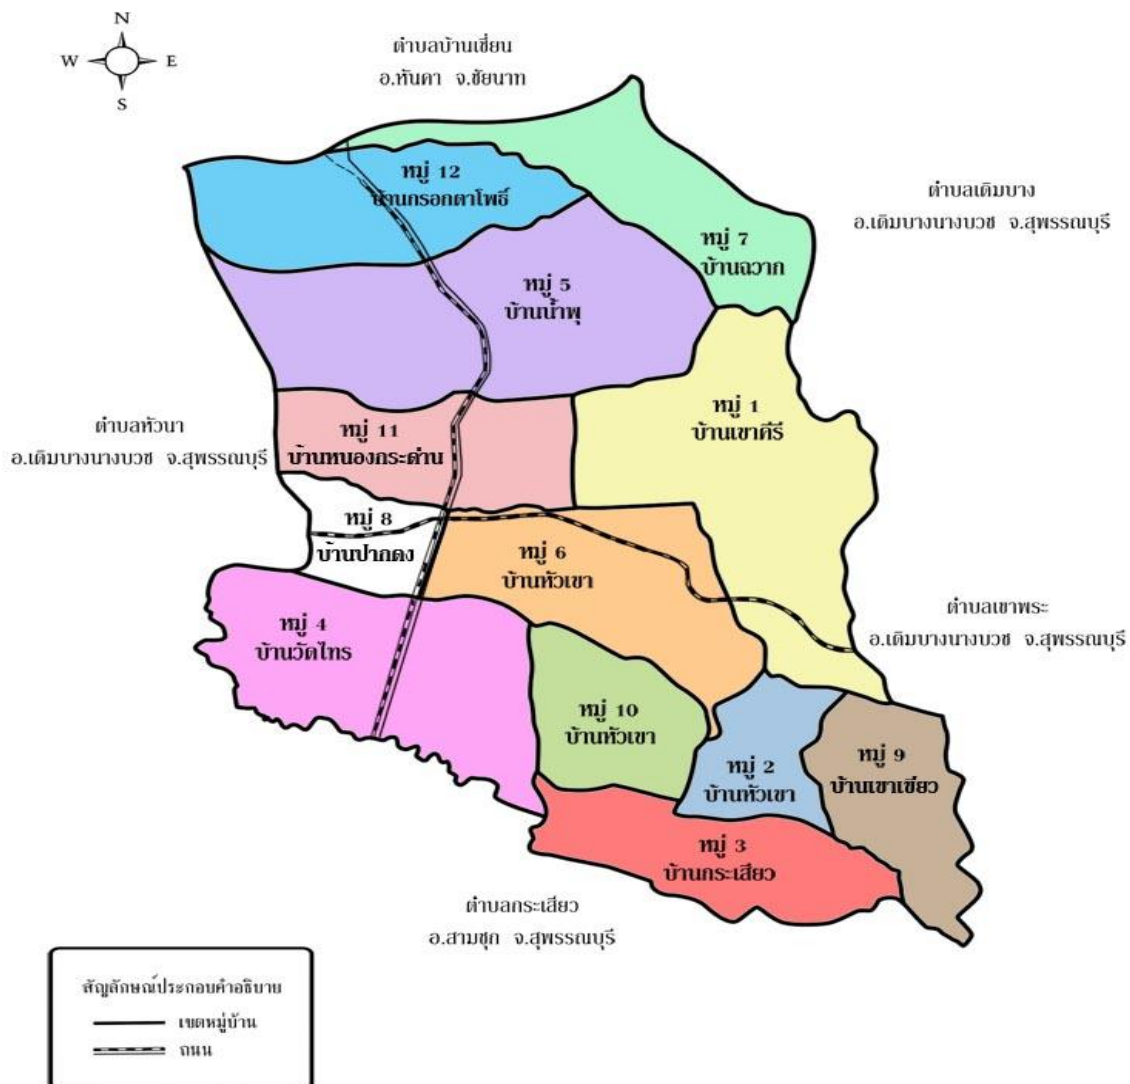 N
W E
S
ตำบลบ้านเชี่ยน
อ.หันคา จ.ชัยนาท
หมู่ 12
บ้านกรอกตาโพธิ์
ตำบลเดิมบาง
อ.เดิมบางนางบวช จ.สุพรรณบุรี
หมู่ 7
บ้านฉวาก
หมู่ 5
บ้านน้ำพุ
หมู่ 1
บ้านเขาคีรี
ตำบลหัวนา
อ.เดิมบางนางบวช จ.สุพรรณบุรี
หมู่ 11
บ้านหนองกระด่าน
หมู่ 8
บ้านปากดง
หมู่ 6
บ้านหัวเขา
ตำบลเขาพระ
อ.เดิมบางนางบวช จ.สุพรรณบุรี
หมู่ 4
บ้านวัดไทร
หมู่ 10
บ้านหัวเขา
หมู่ 2
บ้านหัวเขา
หมู่ 9
บ้านเขาเขียว
หมู่ 3
บ้านกระเสียว
ตำบลกระเสียว
อ.สามชุก จ.สุพรรณบุรี
สัญลักษณ์ประกอบคำอธิบาย
เขตหมู่บ้าน
ถนน